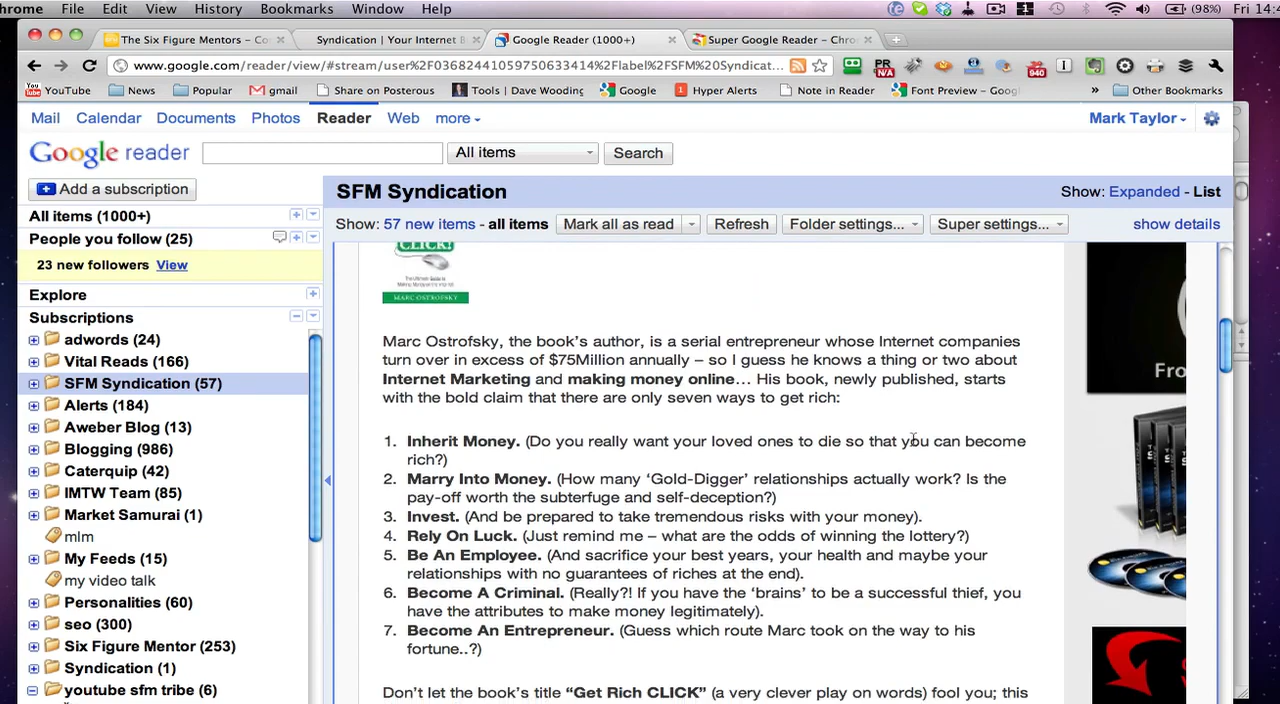 hrome File Edit View History Bookmarks Window Help (98%) Fri 14:4
The Six Figure Mentors – Co Syndication | Your Internet B Google Reader (1000+) Super Google Reader – Chro
www.google.com/reader/view/#stream/user%2F03682441059750633414%2Flabel%2FSFM%20Syndicat...
YouTube News Popular gmail Share on Posterous Tools | Dave Wooding Google Hyper Alerts Note in Reader Font Preview – Goog » Other Bookmarks
Mail Calendar Documents Photos Reader Web more Mark Taylor
Google reader All items Search
Add a subscription
SFM Syndication
Show: Expanded - List
All items (1000+)
Show: 57 new items - all items Mark all as read Refresh Folder settings... Super settings... show details
People you follow (25)
23 new followers View
Explore
Subscriptions
adwords (24)
Vital Reads (166)
SFM Syndication (57)
Alerts (184)
Aweber Blog (13)
Blogging (986)
Caterquip (42)
IMTW Team (85)
Market Samurai (1)
mlm
My Feeds (15)
my video talk
Personalities (60)
seo (300)
Six Figure Mentor (253)
Syndication (1)
youtube sfm tribe (6)
CLICK!
The Ultimate Guide to
MARC OSTROFSKY
Marc Ostrofsky, the book's author, is a serial entrepreneur whose Internet companies
turn over in excess of $75Million annually – so I guess he knows a thing or two about
Internet Marketing and making money online… His book, newly published, starts
with the bold claim that there are only seven ways to get rich:
1. Inherit Money. (Do you really want your loved ones to die so that you can become
rich?)
2. Marry Into Money. (How many 'Gold-Digger' relationships actually work? Is the
pay-off worth the subterfuge and self-deception?)
3. Invest. (And be prepared to take tremendous risks with your money).
4. Rely On Luck. (Just remind me – what are the odds of winning the lottery?)
5. Be An Employee. (And sacrifice your best years, your health and maybe your
relationships with no guarantees of riches at the end).
6. Become A Criminal. (Really?! If you have the 'brains' to be a successful thief, you
have the attributes to make money legitimately).
7. Become An Entrepreneur. (Guess which route Marc took on the way to his
fortune..?)
Don't let the book's title "Get Rich CLICK" (a very clever play on words) fool you; this
Fro